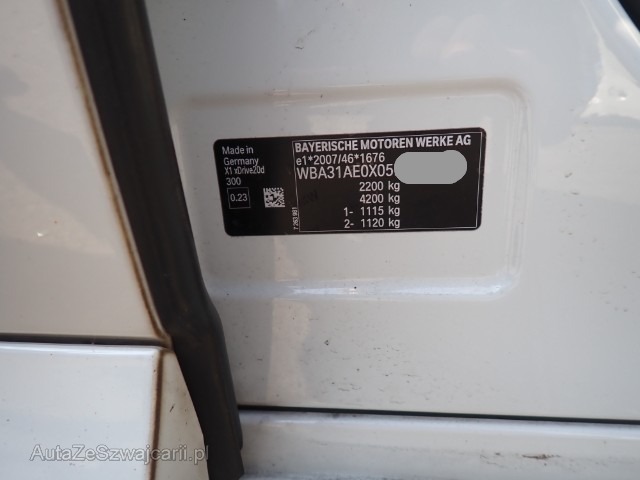 Made in
Germany
X1 xDrive20d
300
0.23
BAYERISCHE MOTOREN WERKE AG
e1*2007/46*1676
WBA31AE0X05
2200 kg
4200 kg
1- 1115 kg
2- 1120 kg
AutaZeSzwajcarii.pl